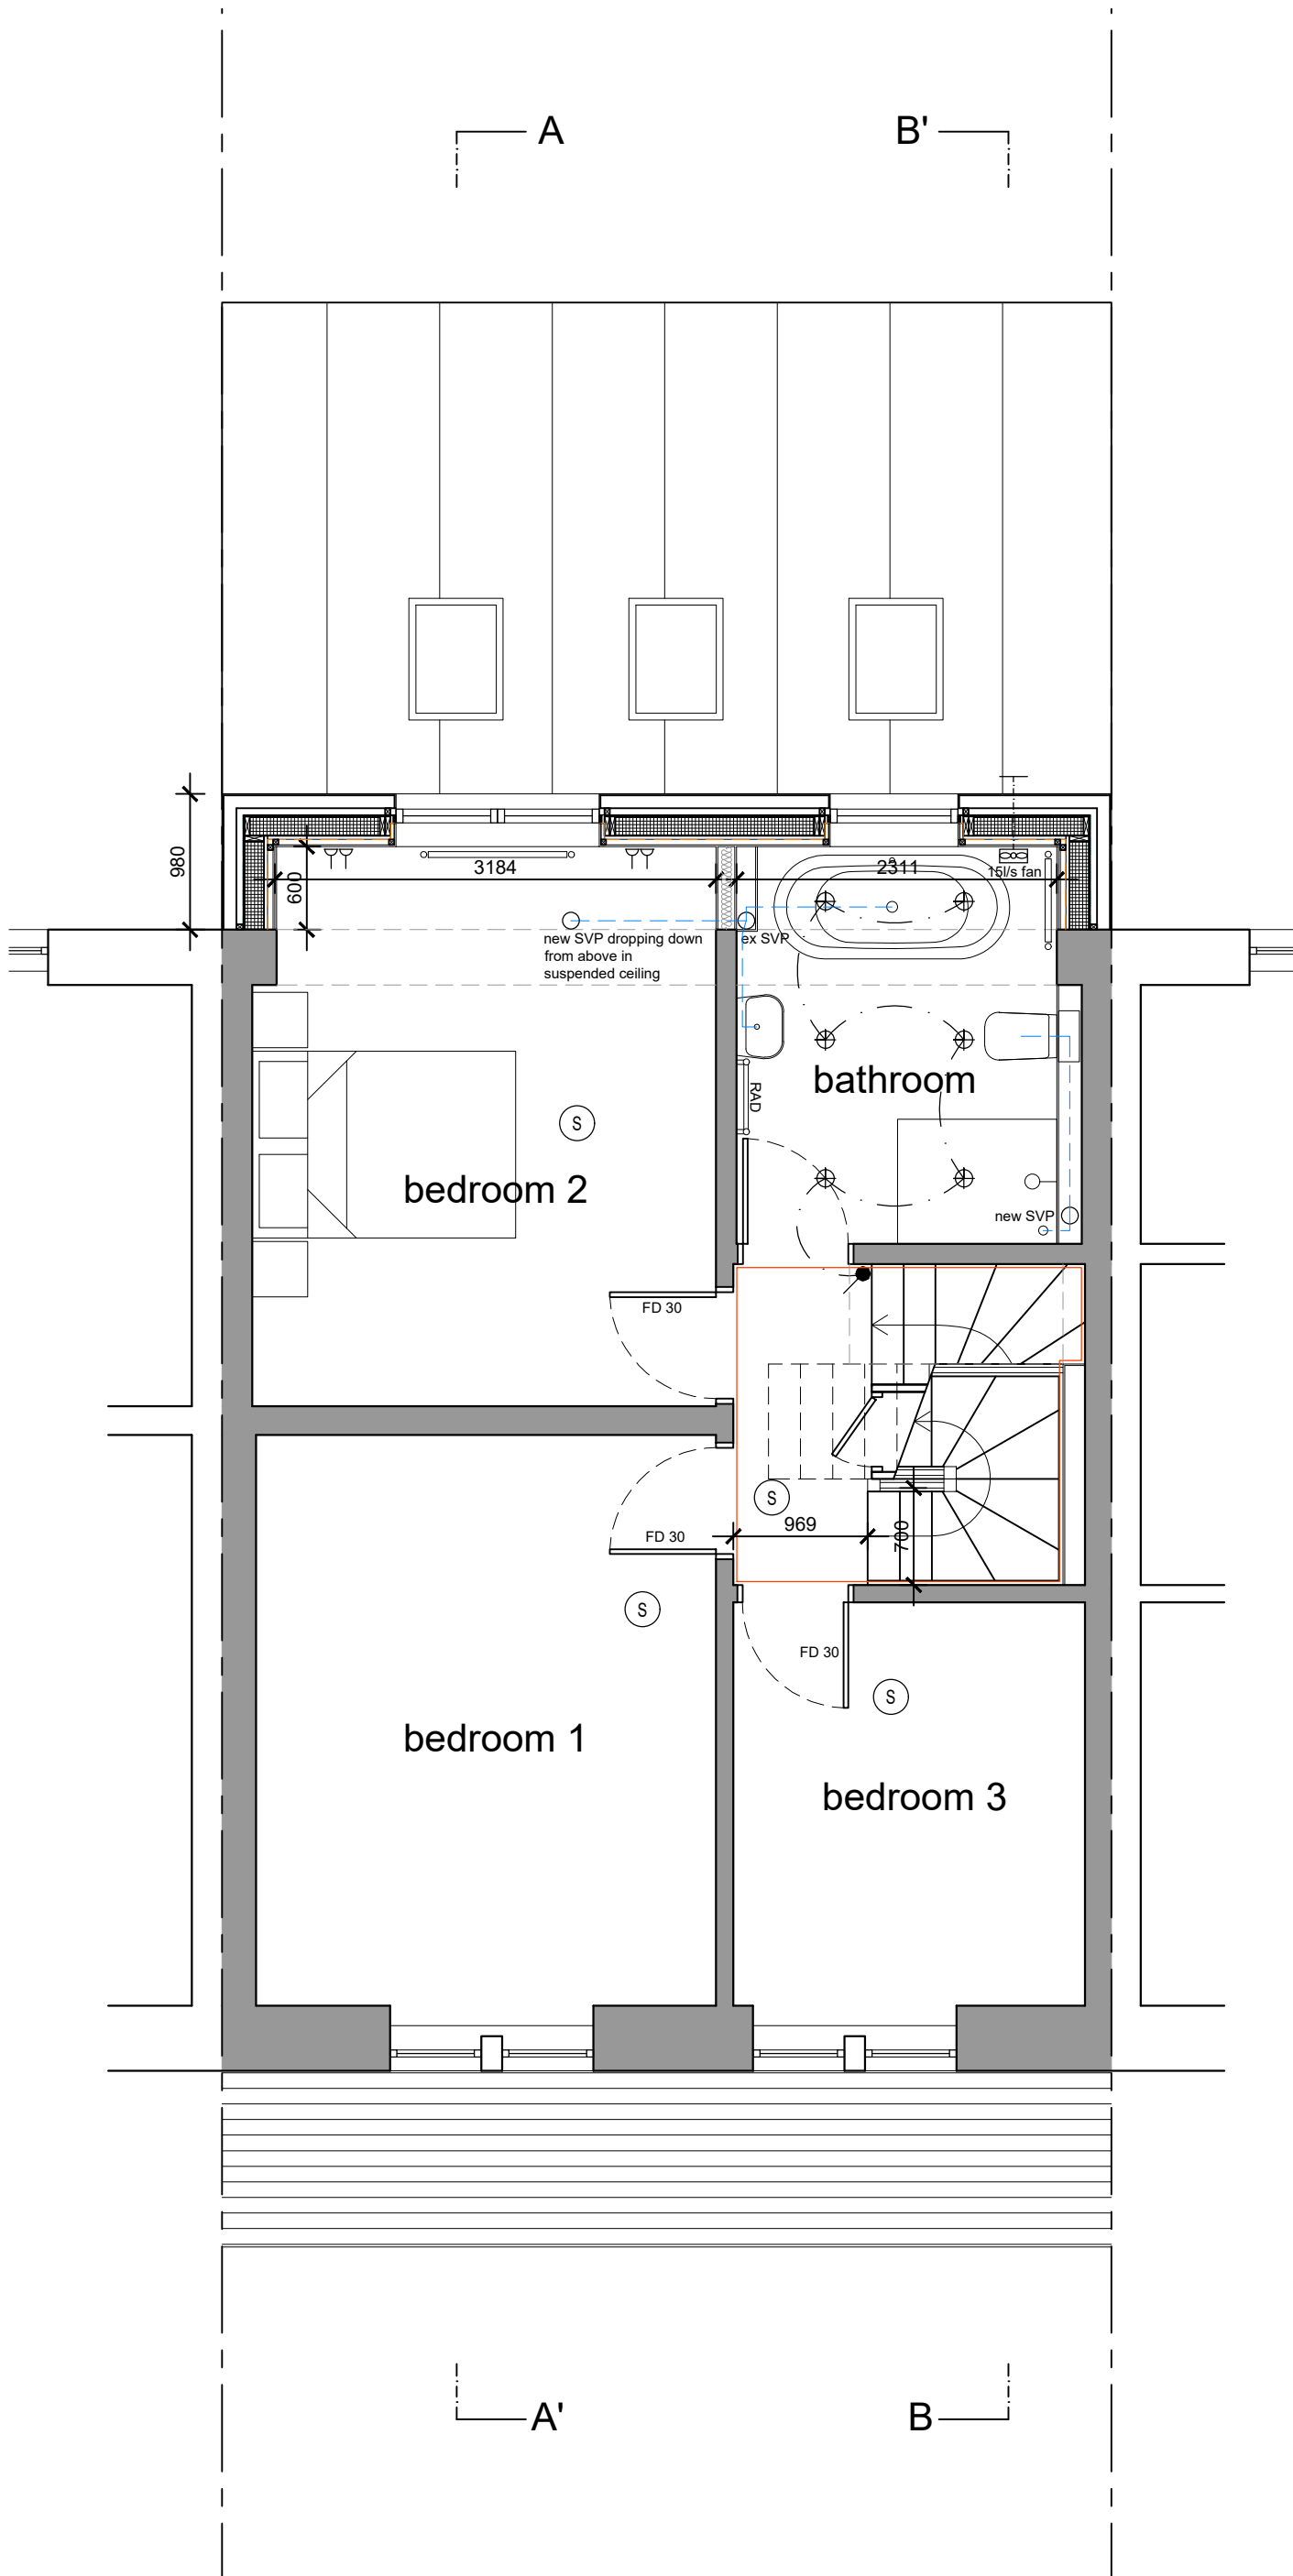 A
B'
980
600
3184
2311
15l/s fan
new SVP dropping down
from above in
suspended ceiling
ex SVP
RAD
bathroom
S
bedroom 2
new SVP
FD 30
S
969
700
FD 30
S
FD 30
S
bedroom 1
bedroom 3
A'
B